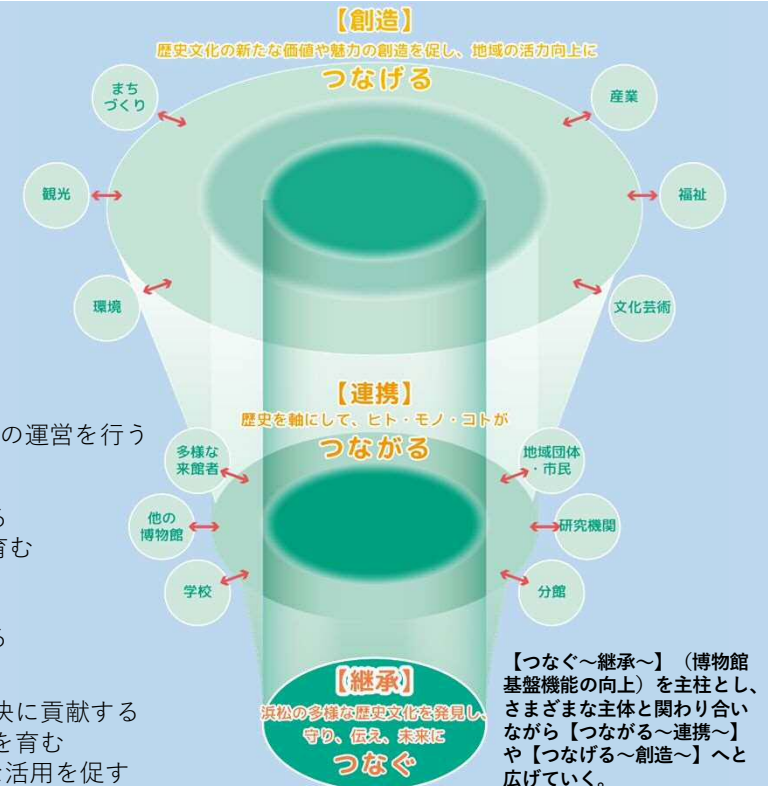 【創造】
歴史文化の新たな価値や魅力の創造を促し、地域の活力向上に
つなげる
まち
づくり
産業
観光
福祉
環境
文化芸術
【連携】
歴史を軸にして、ヒト・モノ・コトが
つながる
の運営を行う
多様な
来館者
地域団体
・市民
る
育む
他の
博物館
研究機関
学校
分館
る
決に貢献する
を育む
な活用を促す
【継承】
浜松の多様な歴史文化を発見し、
守り、伝え、未来に
つなぐ
【つなぐ～継承～】（博物館
基盤機能の向上）を主柱とし、
さまざまな主体と関わり合い
ながら【つながる～連携～】
や【つなげる～創造～】へと
広げていく。